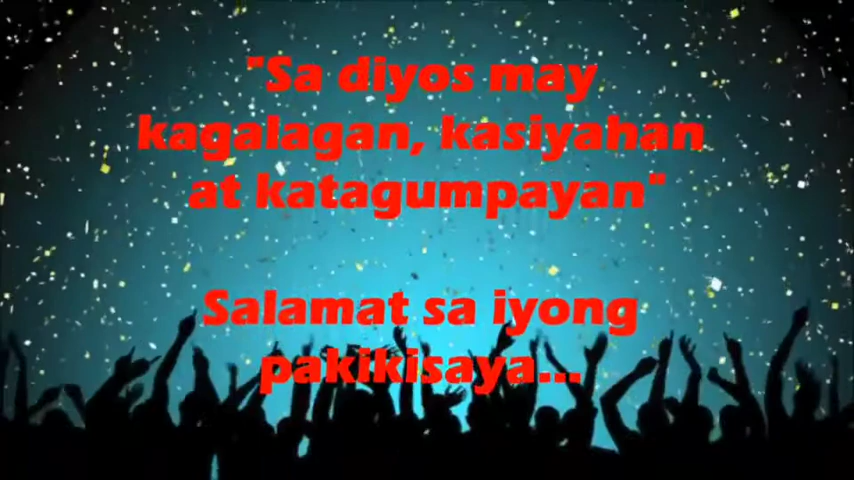 "Sa diyos may
kagalagan, kasiyahan
at katagumpayan"
Salamat sa iyong
pakikisaya...